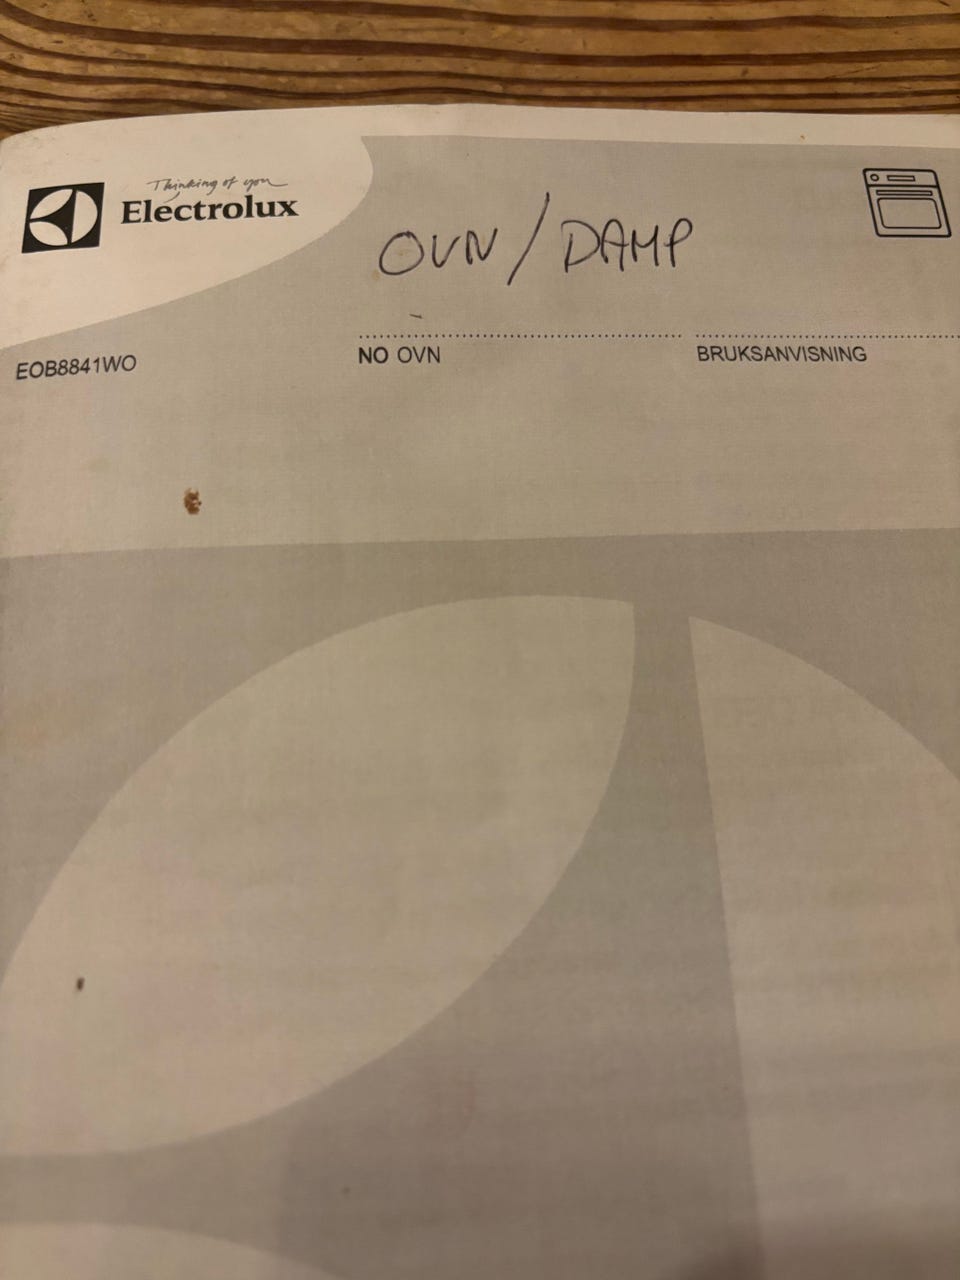 Thinking of you
Electrolux
OVN / DAMP
EOB8841WO
NO OVN
BRUKSANVISNING